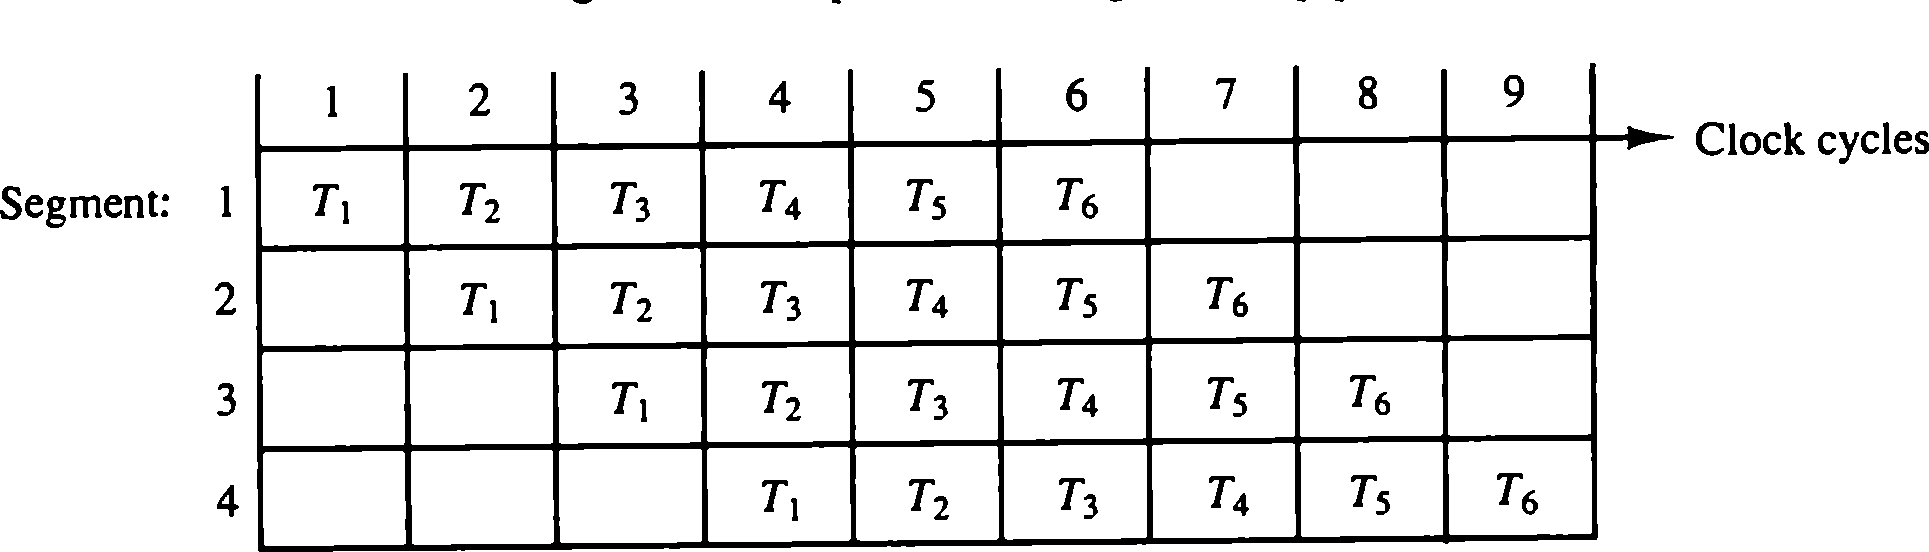 1 2 3 4 5 6 7 8 9
Clock cycles
Segment: 1 T1 T2 T3 T4 T5 T6
2 T1 T2 T3 T4 T5 T6
3 T1 T2 T3 T4 T5 T6
4 T1 T2 T3 T4 T5 T6